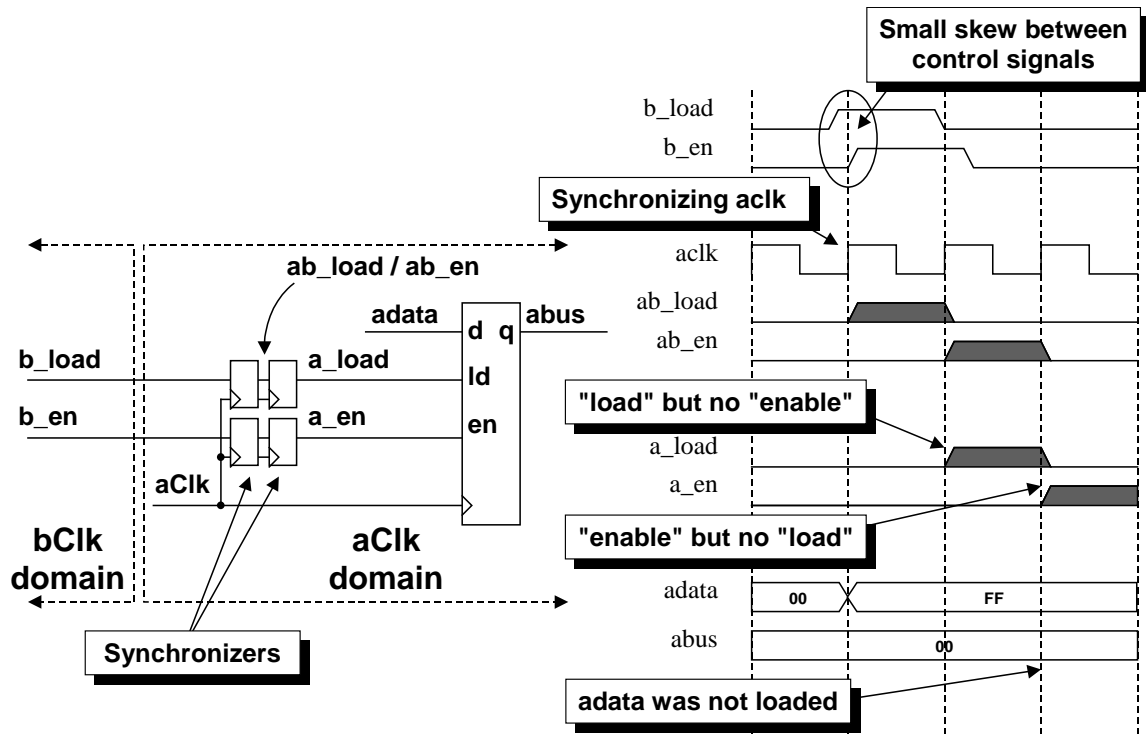 Small skew between
control signals
b_load
b_en
Synchronizing aclk
aclk
ab_load / ab_en
ab_load
adata
d q
abus
ab_en
b_load
a_load
ld
"load" but no "enable"
b_en
a_en
en
a_load
a_en
aClk
"enable" but no "load"
bClk
domain
aClk
domain
adata
00
FF
abus
00
Synchronizers
adata was not loaded